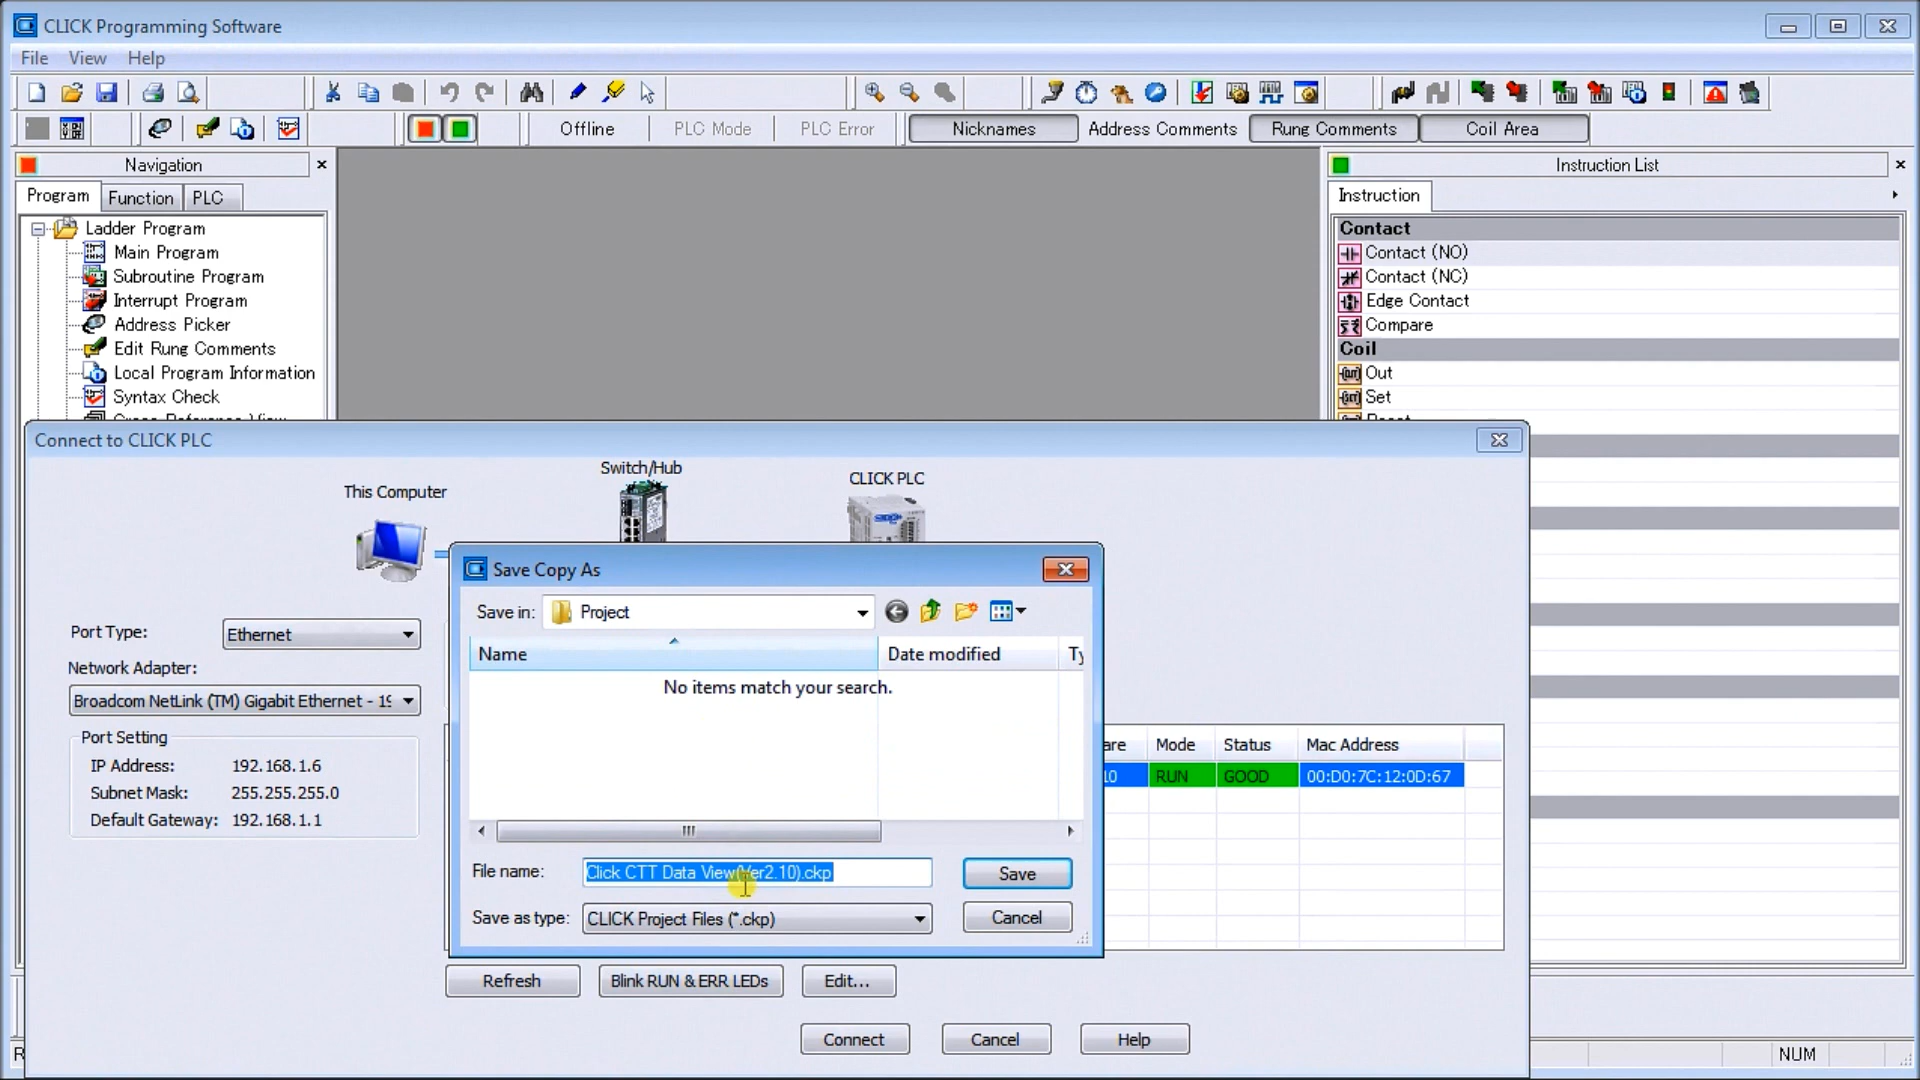 CLICK Programming Software
File View Help
Offline PLC Mode PLC Error Nicknames Address Comments Rung Comments Coil Area
Navigation
Program Function PLC
Ladder Program
Main Program
Subroutine Program
Interrupt Program
Address Picker
Edit Rung Comments
Local Program Information
Syntax Check
Instruction List
Instruction
Contact
Contact (NO)
Contact (NC)
Edge Contact
Compare
Coil
Out
Set
Connect to CLICK PLC
This Computer
Switch/Hub
CLICK PLC
Port Type: Ethernet
Network Adapter:
Broadcom NetLink (TM) Gigabit Ethernet - 19
Port Setting
IP Address: 192.168.1.6
Subnet Mask: 255.255.255.0
Default Gateway: 192.168.1.1
Save Copy As
Save in: Project
Name Date modified Ty
No items match your search.
File name: Click CTT Data View(Ver2.10).ckp Save
Save as type: CLICK Project Files (*.ckp) Cancel
are Mode Status Mac Address
10 RUN GOOD 00:D0:7C:12:0D:67
Refresh Blink RUN & ERR LEDs Edit...
Connect Cancel Help
NUM